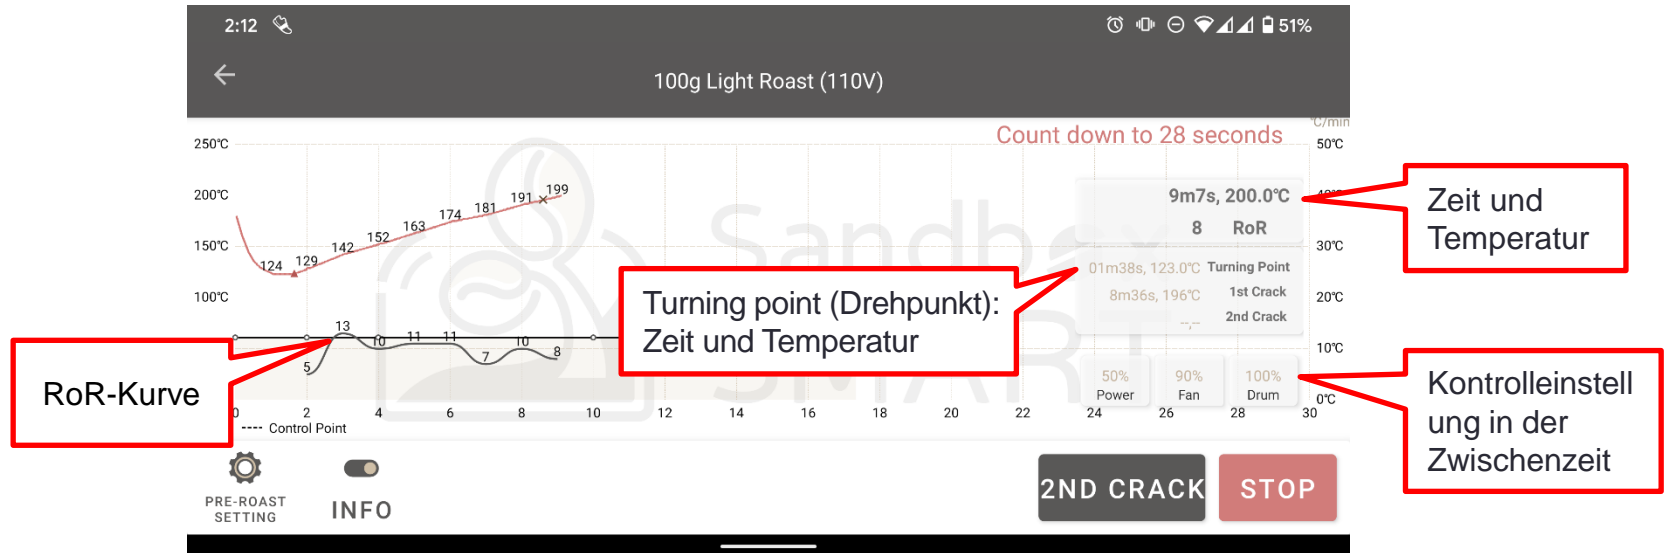 2:12
51%
100g Light Roast (110V)
Count down to 28 seconds
°C/min
250°C
200°C
150°C
100°C
50°C
30°C
20°C
10°C
0°C
124
129
142
152
163
174
181
191
199
5
13
10
11
11
7
10
8
9m7s, 200.0°C
8 RoR
01m38s, 123.0°C Turning Point
8m36s, 196°C 1st Crack
--,-- 2nd Crack
50%
Power
90%
Fan
100%
Drum
0 2 4 6 8 10 12 14 16 18 20 22 24 26 28 30
---- Control Point
Sandbox
SMART
PRE-ROAST
SETTING
INFO
2ND CRACK
STOP
RoR-Kurve
Turning point (Drehpunkt):
Zeit und Temperatur
Zeit und
Temperatur
Kontrolleinstell
ung in der
Zwischenzeit